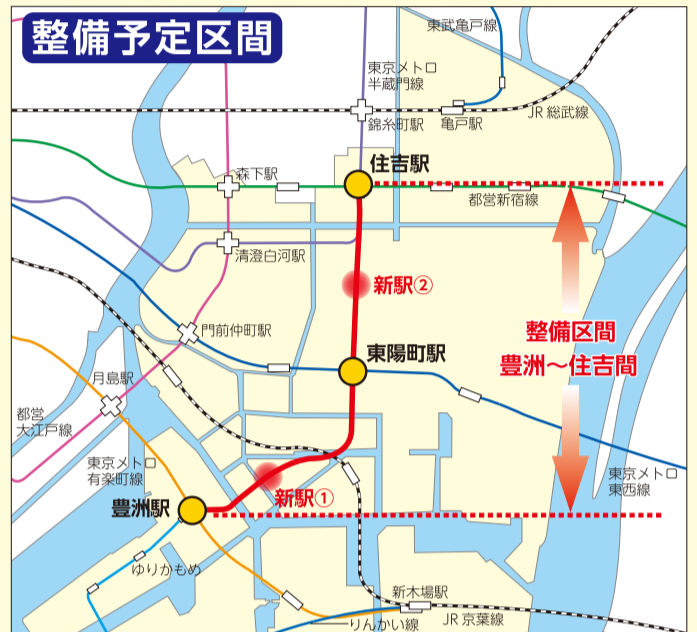 整備予定区間
東武亀戸線
東京メトロ
半蔵門線
JR 総武線
錦糸町駅
亀戸駅
住吉駅
森下駅
都営新宿線
清澄白河駅
新駅②
門前仲町駅
整備区間
豊洲〜住吉間
東陽町駅
月島駅
都営
大江戸線
東京メトロ
有楽町線
東京メトロ
東西線
新駅①
豊洲駅
ゆりかもめ
新木場駅
りんかい線
JR 京葉線